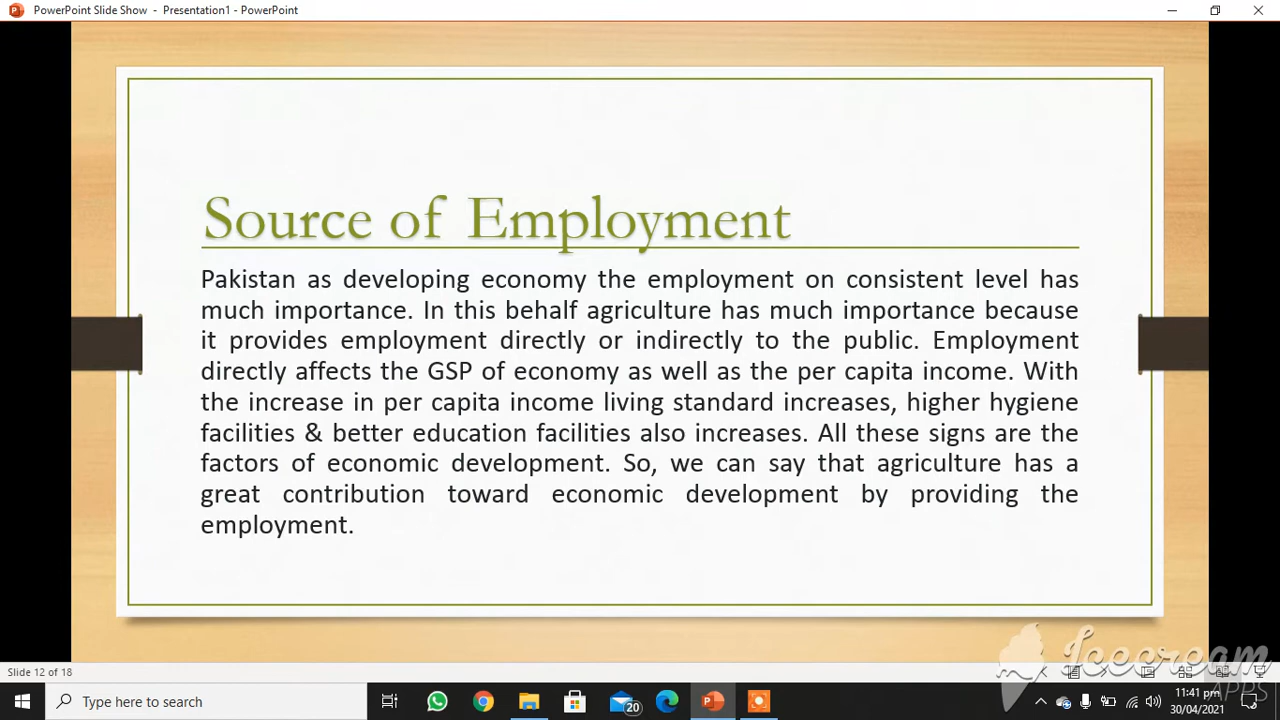 PowerPoint Slide Show - Presentation1 - PowerPoint
Source of Employment
Pakistan as developing economy the employment on consistent level has
much importance. In this behalf agriculture has much importance because
it provides employment directly or indirectly to the public. Employment
directly affects the GSP of economy as well as the per capita income. With
the increase in per capita income living standard increases, higher hygiene
facilities & better education facilities also increases. All these signs are the
factors of economic development. So, we can say that agriculture has a
great contribution toward economic development by providing the
employment.
Slide 12 of 18
Icecream
APPS
Type here to search
20
11:41 pm
30/04/2021